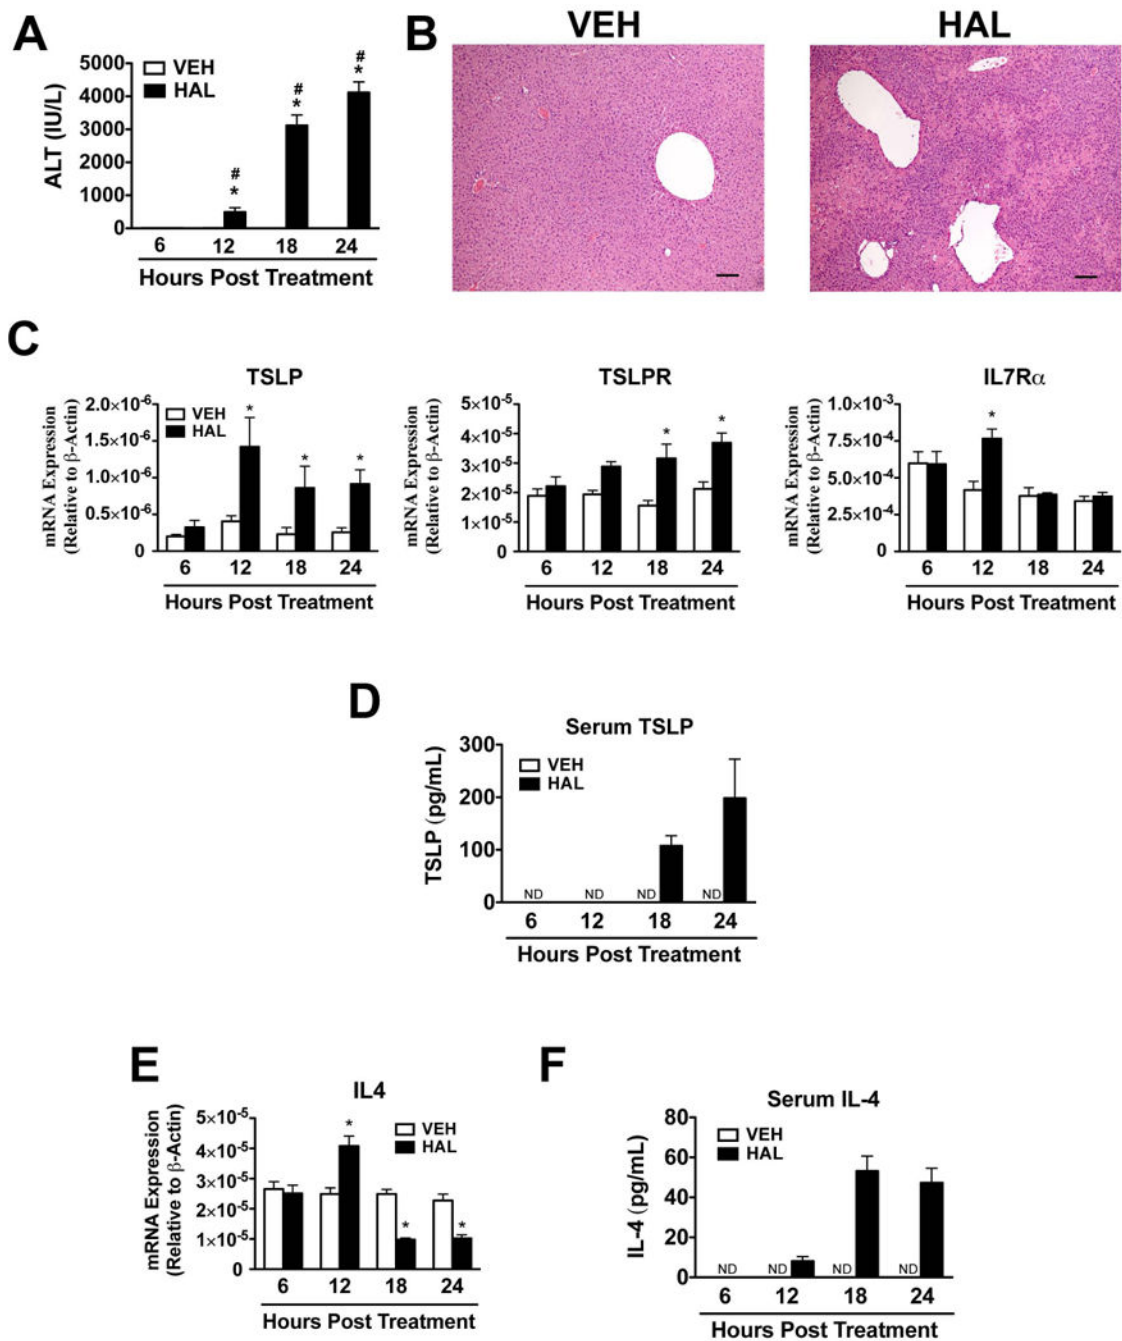 A
VEH
HAL
5000
4000
3000
2000
1000
0
ALT (IU/L)
# * # * # *
6 12 18 24
Hours Post Treatment
B
VEH
HAL
C
TSLP
mRNA Expression
(Relative to β-Actin)
2.0×10-6
1.5×10-6
1.0×10-6
0.5×10-6
0
VEH
HAL
* * *
6 12 18 24
Hours Post Treatment
TSLPR
mRNA Expression
(Relative to β-Actin)
5×10-5
4×10-5
3×10-5
2×10-5
1×10-5
0
* *
6 12 18 24
Hours Post Treatment
IL7Rα
mRNA Expression
(Relative to β-Actin)
1.0×10-3
7.5×10-4
5.0×10-4
2.5×10-4
0
*
6 12 18 24
Hours Post Treatment
D
Serum TSLP
TSLP (pg/mL)
300
200
100
0
VEH
HAL
ND ND ND ND
6 12 18 24
Hours Post Treatment
E
IL4
mRNA Expression
(Relative to β-Actin)
5×10-5
4×10-5
3×10-5
2×10-5
1×10-5
0
VEH
HAL
* * *
6 12 18 24
Hours Post Treatment
F
Serum IL-4
IL-4 (pg/mL)
80
60
40
20
0
VEH
HAL
ND ND ND ND
6 12 18 24
Hours Post Treatment